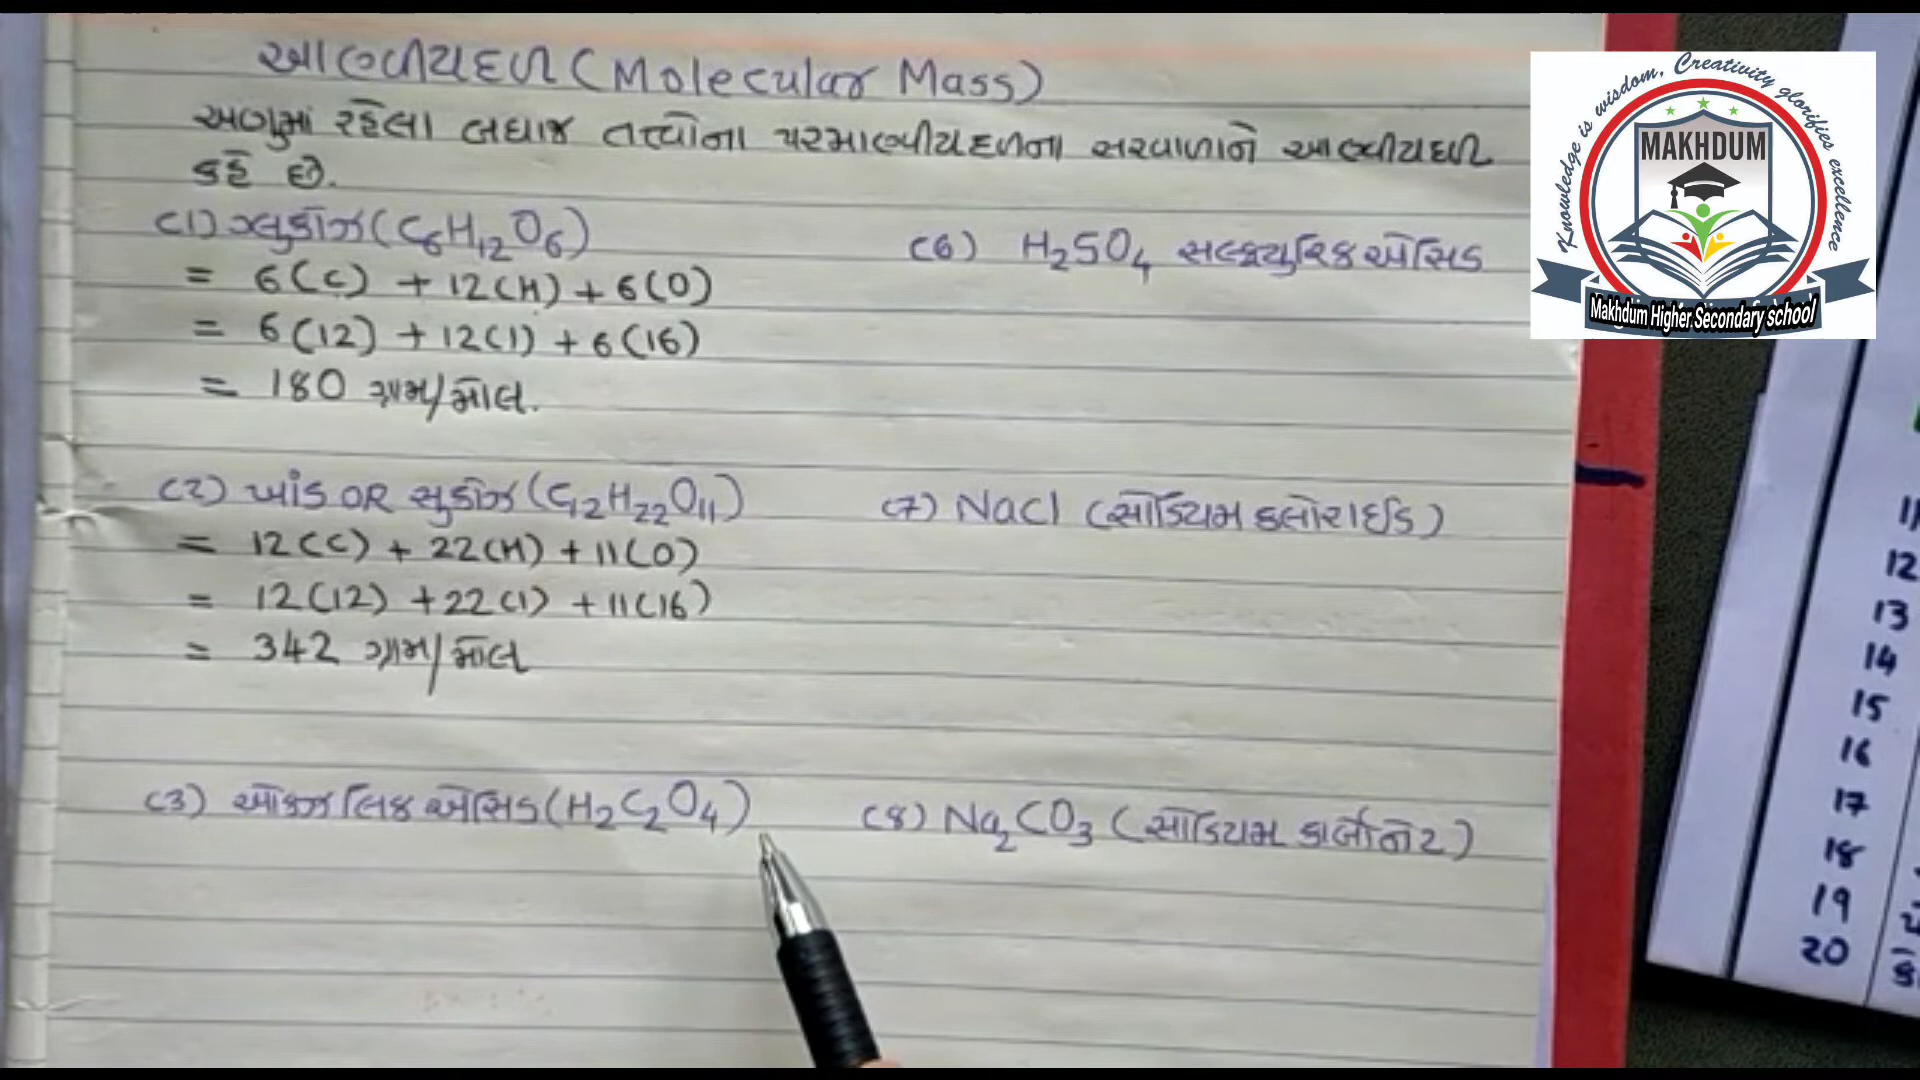 આણ્વીયદળ (Molecular Mass)
અણુમાં રહેલા બધાજ તત્ત્વોના પરમાણ્વીયદળના સરવાળાને આણ્વીયદળ
કહે છે.
(1) ગ્લુકોઝ (C6H12O6)
= 6(C) + 12(H) + 6(O)
= 6(12) + 12(1) + 6(16)
= 180 ગ્રામ/મોલ.
(2) ખાંડ OR સુક્રોઝ (C12H22O11)
= 12(C) + 22(H) + 11(O)
= 12(12) + 22(1) + 11(16)
= 342 ગ્રામ/મોલ
(3) ઓક્ઝેલિક એસિડ (H2C2O4)
(6) H2SO4 સલ્ફ્યુરિક એસિડ
(7) NaCl (સોડિયમ ક્લોરાઈડ)
(8) Na2CO3 (સોડિયમ કાર્બોનેટ)
Knowledge is wisdom, Creativity glorifies excellence
MAKHDUM
Makhdum Higher Secondary school
11
12
13
14
15
16
17
18
19
20